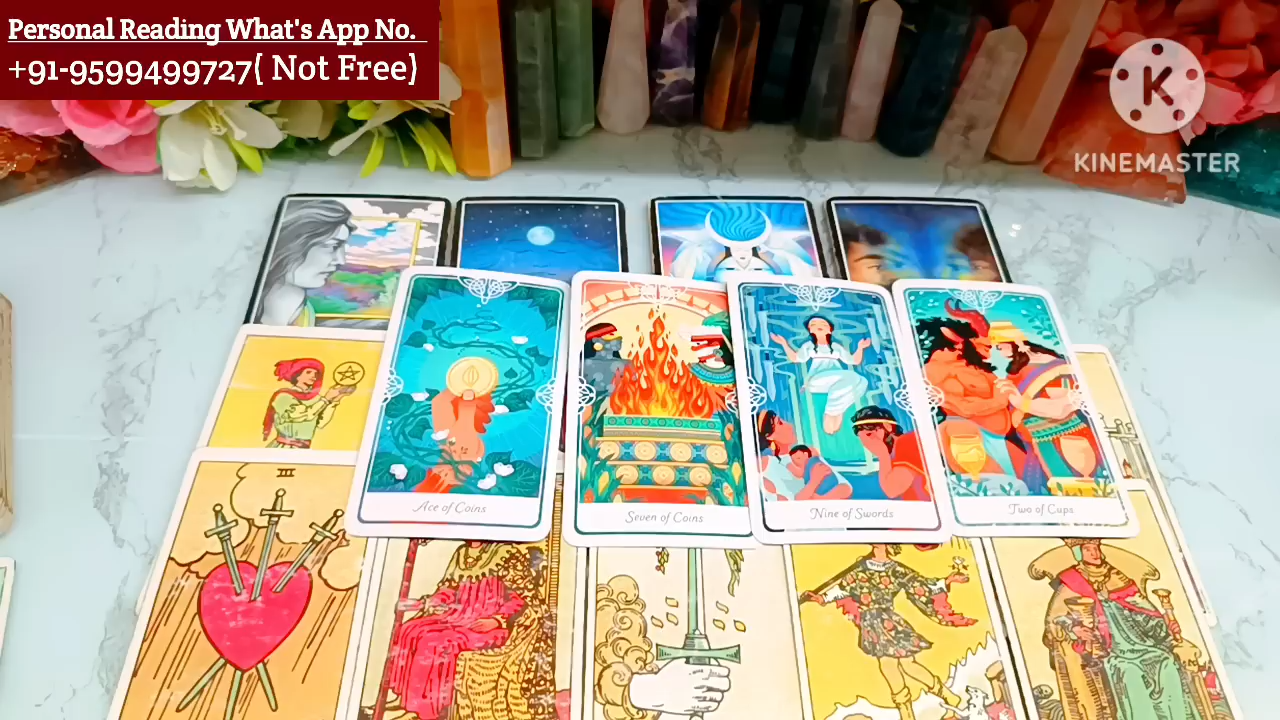 Personal Reading What's App No.
+91-9599499727( Not Free)
K
KINEMASTER
Ace of Coins
Seven of Coins
Nine of Swords
Two of Cups
III